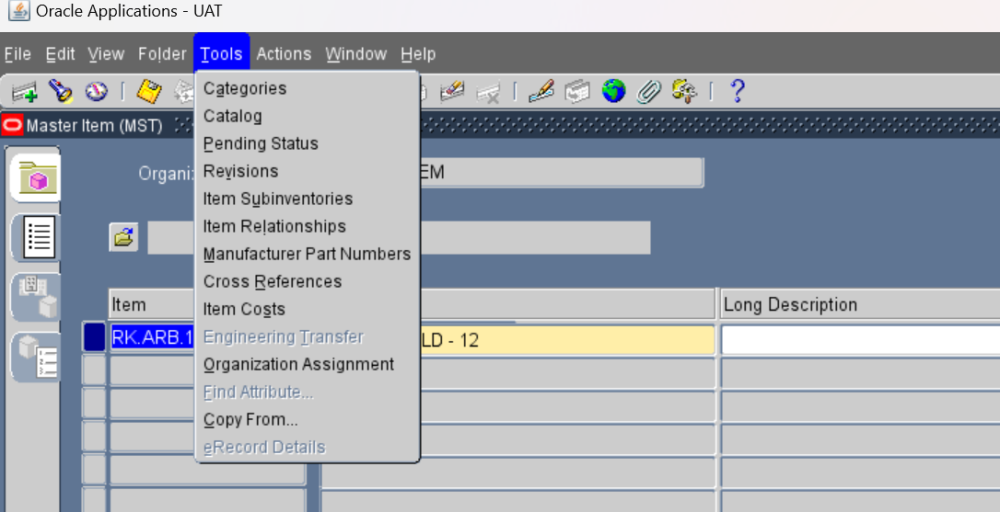 Oracle Applications - UAT
File Edit View Folder Tools Actions Window Help
Categories
Catalog
Master Item (MST)
Pending Status
Organi
Revisions
EM
Item Subinventories
Item Relationships
Manufacturer Part Numbers
Cross References
Item
Item Costs
Long Description
RK.ARB.1
Engineering Transfer
LD - 12
Organization Assignment
Find Attribute...
Copy From...
eRecord Details